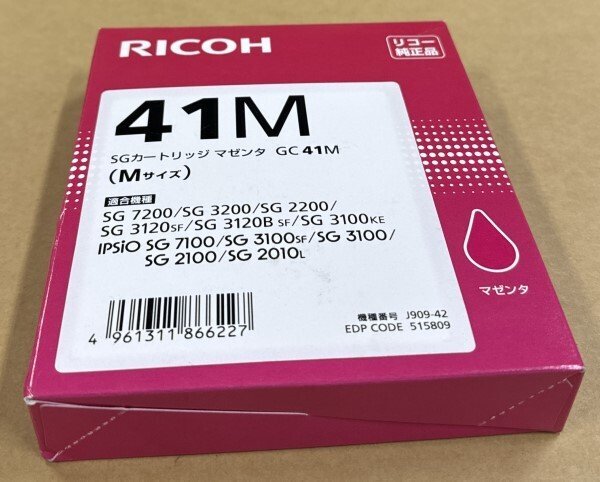 RICOH
リコー
純正品
41M
SGカートリッジ マゼンタ GC 41M
(Mサイズ)
適合機種
SG 7200/SG 3200/SG 2200/
SG 3120SF/SG 3120B SF/SG 3100KE
IPSiO SG 7100/SG 3100SF/SG 3100/
SG 2100/SG 2010L
マゼンタ
4 961311 866227
機種番号 J909-42
EDP CODE 515809